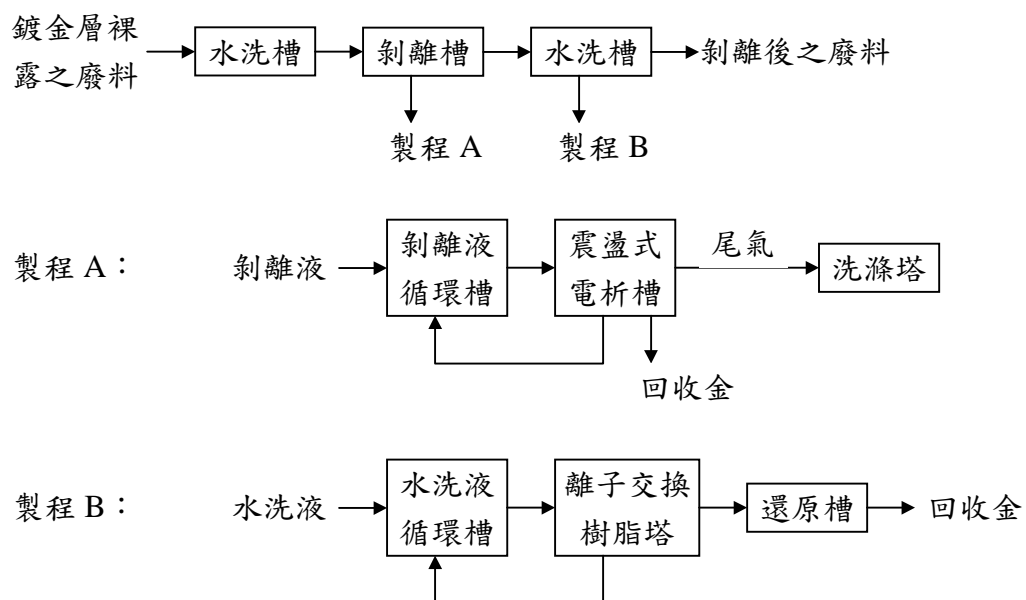 鍍金層裸
露之廢料
水洗槽
剝離槽
水洗槽
剝離後之廢料
製程 A
製程 B
製程 A：
剝離液
剝離液
循環槽
震盪式
電析槽
尾氣
洗滌塔
回收金
製程 B：
水洗液
水洗液
循環槽
離子交換
樹脂塔
還原槽
回收金